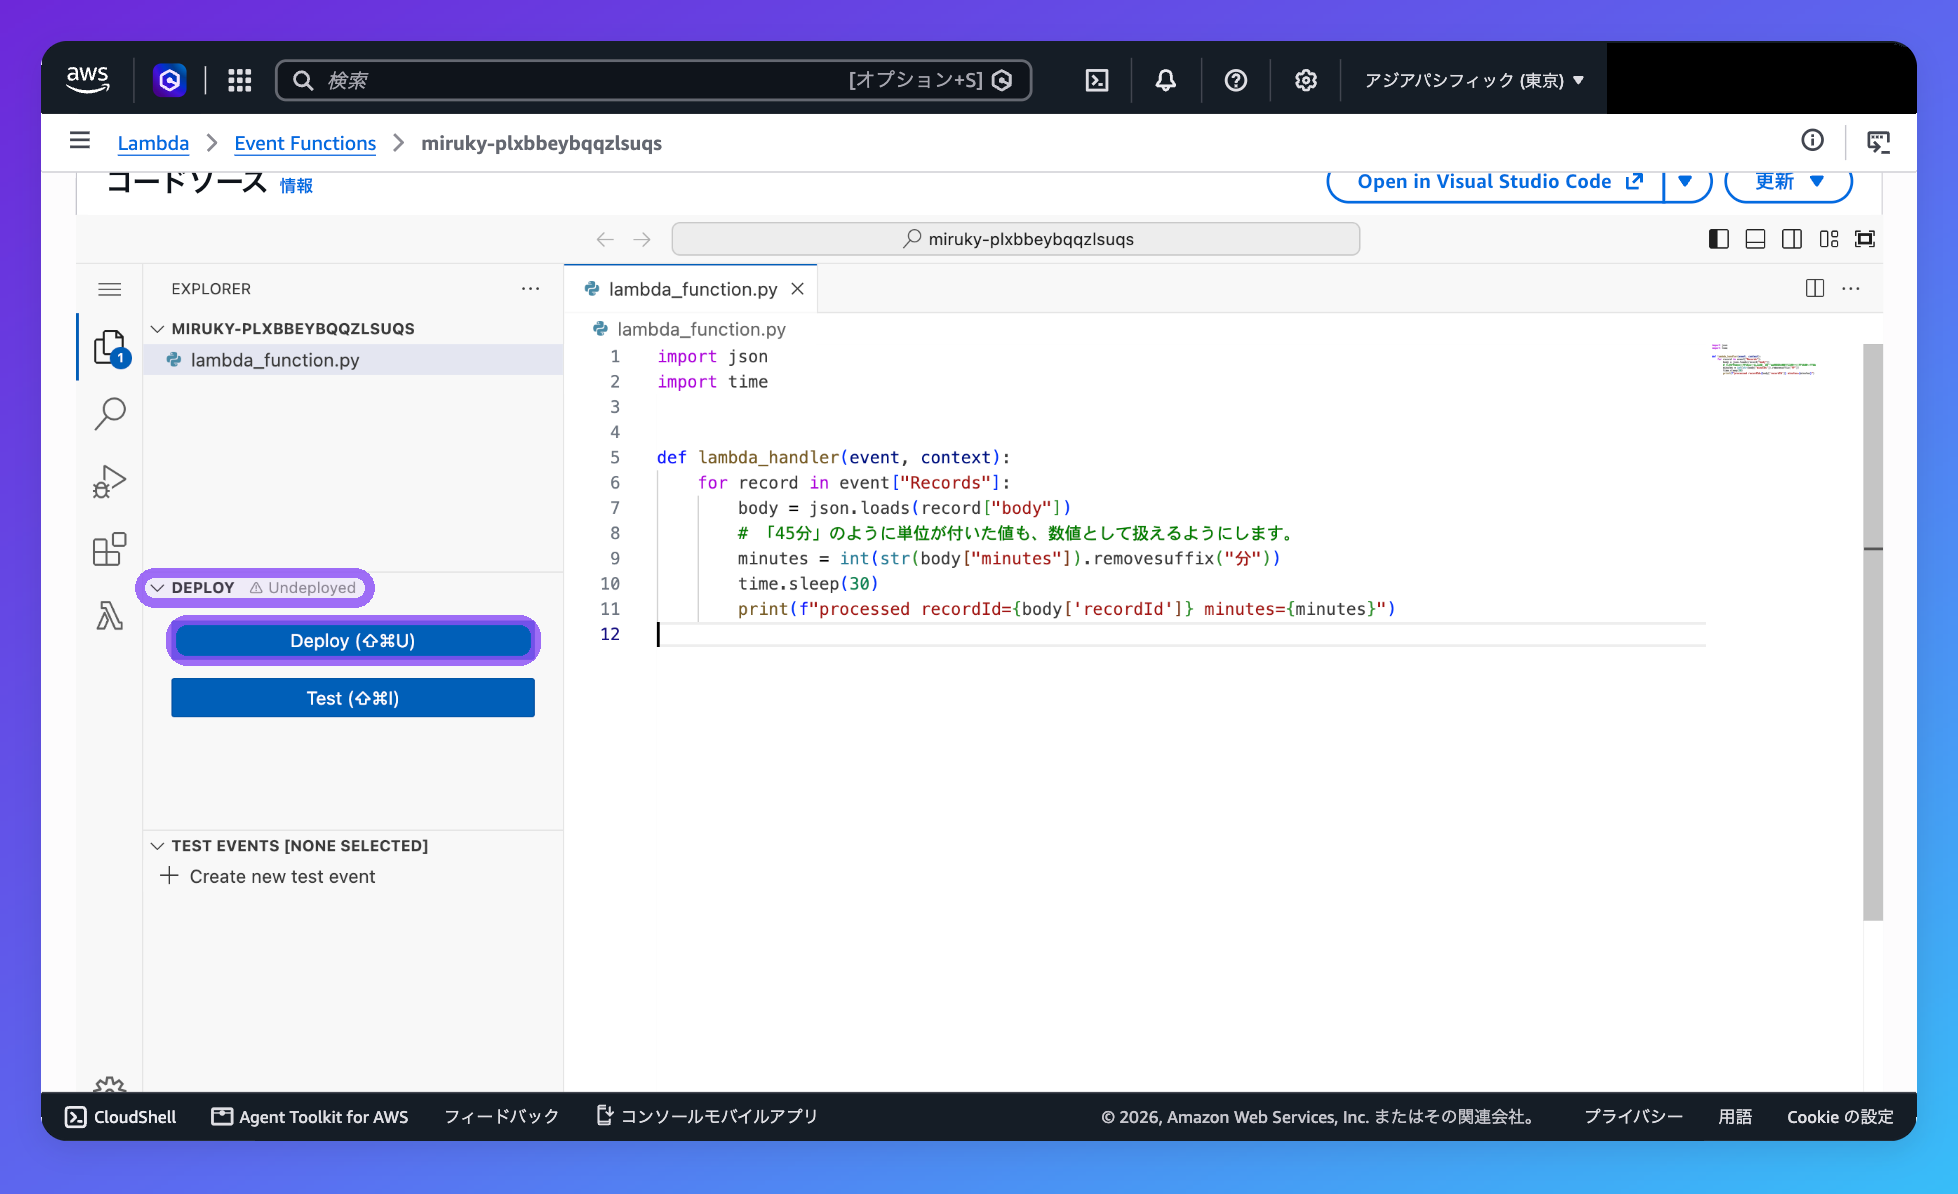 aws
検索 [オプション+S]
アジアパシフィック (東京)
Lambda > Event Functions > miruky-plxbbeybqqzlsuqs
コードソース 情報
Open in Visual Studio Code
更新
miruky-plxbbeybqqzlsuqs
EXPLORER
MIRUKY-PLXBBEYBQQZLSUQS
lambda_function.py
1
DEPLOY Undeployed
Deploy (⇧⌘U)
Test (⇧⌘I)
TEST EVENTS [NONE SELECTED]
Create new test event
lambda_function.py
lambda_function.py
1 import json
2 import time
3
4
5 def lambda_handler(event, context):
6     for record in event["Records"]:
7         body = json.loads(record["body"])
8         # 「45分」のように単位が付いた値も、数値として扱えるようにします。
9         minutes = int(str(body["minutes"]).removesuffix("分"))
10         time.sleep(30)
11         print(f"processed recordId={body['recordId']} minutes={minutes}")
12
CloudShell Agent Toolkit for AWS フィードバック コンソールモバイルアプリ © 2026, Amazon Web Services, Inc. またはその関連会社。 プライバシー 用語 Cookie の設定